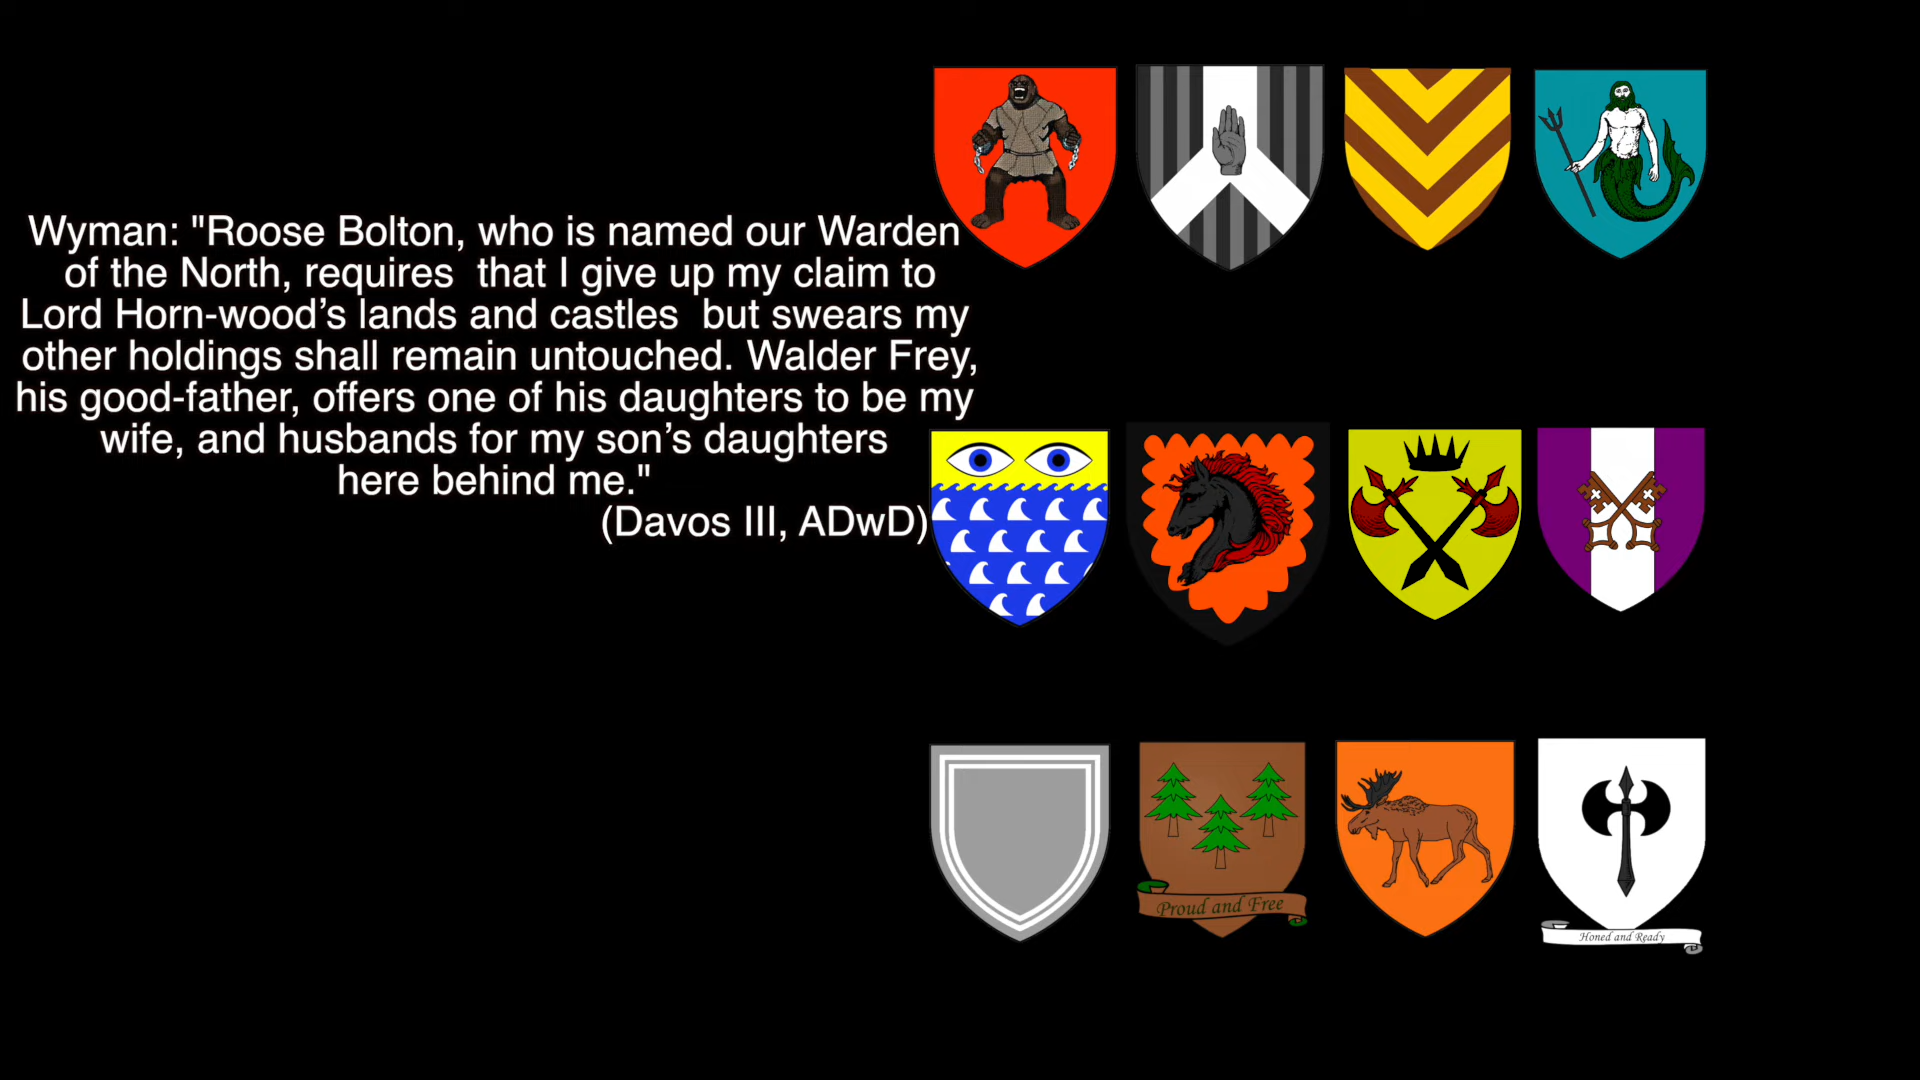 Wyman: "Roose Bolton, who is named our Warden
of the North, requires  that I give up my claim to
Lord Horn-wood’s lands and castles  but swears my
other holdings shall remain untouched. Walder Frey,
his good-father, offers one of his daughters to be my
wife, and husbands for my son’s daughters
here behind me."
(Davos III, ADwD)
Proud and Free
Honed and Ready